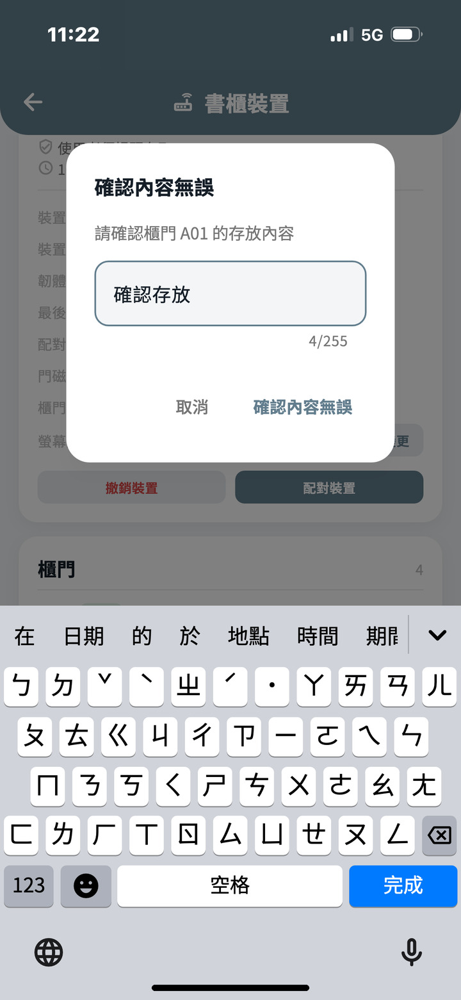 11:22 5G
書櫃裝置
使
1
確認內容無誤
請確認櫃門 A01 的存放內容
確認存放
4/255
取消 確認內容無誤
裝置
裝置
韌體
最後
配對
門磁
櫃門
螢幕 更
撤銷裝置 配對裝置
櫃門 4
在 日期 的 於 地點 時間 期間
ㄅ ㄉ ˇ ˋ ㄓ ˊ ˙ ㄚ ㄞ ㄢ ㄦ
ㄆ ㄊ ㄍ ㄐ ㄔ ㄗ ㄧ ㄛ ㄟ ㄣ
ㄇ ㄋ ㄎ ㄑ ㄕ ㄘ ㄨ ㄜ ㄠ ㄤ
ㄈ ㄌ ㄏ ㄒ ㄖ ㄙ ㄩ ㄝ ㄡ ㄥ
123 空格 完成